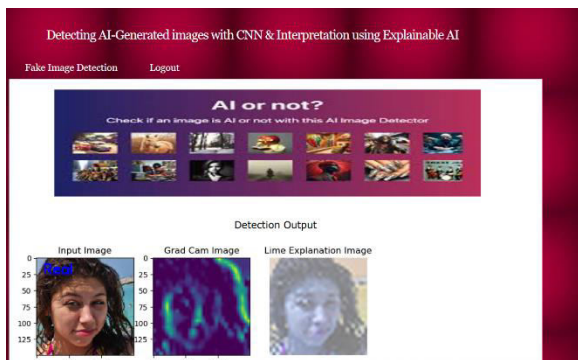 Detecting AI-Generated images with CNN & Interpretation using Explainable AI
Fake Image Detection Logout
AI or not?
Check if an image is AI or not with this AI Image Detector
Detection Output
Input Image Grad Cam Image Lime Explanation Image
Real
0 0
25 25
50 50
75 75
100 100
125 125